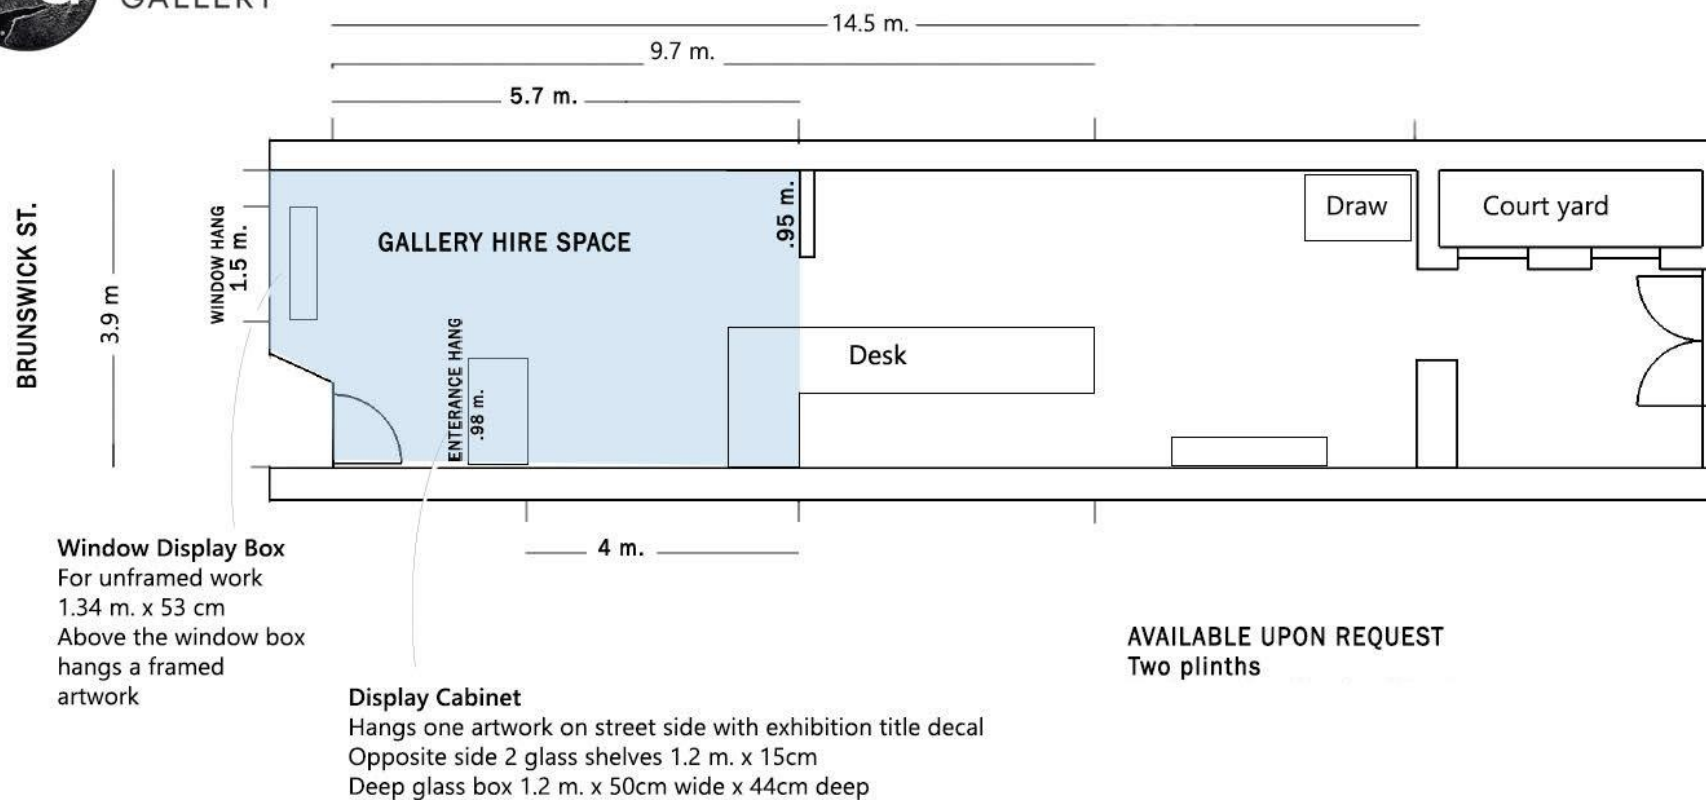 GALLERY
14.5 m.
9.7 m.
5.7 m.
BRUNSWICK ST.
3.9 m
WINDOW HANG
1.5 m.
GALLERY HIRE SPACE
.95 m.
Draw
Court yard
ENTERANCE HANG
.98 m.
Desk
4 m.
Window Display Box
For unframed work
1.34 m. x 53 cm
Above the window box
hangs a framed
artwork
AVAILABLE UPON REQUEST
Two plinths
Display Cabinet
Hangs one artwork on street side with exhibition title decal
Opposite side 2 glass shelves 1.2 m. x 15cm
Deep glass box 1.2 m. x 50cm wide x 44cm deep